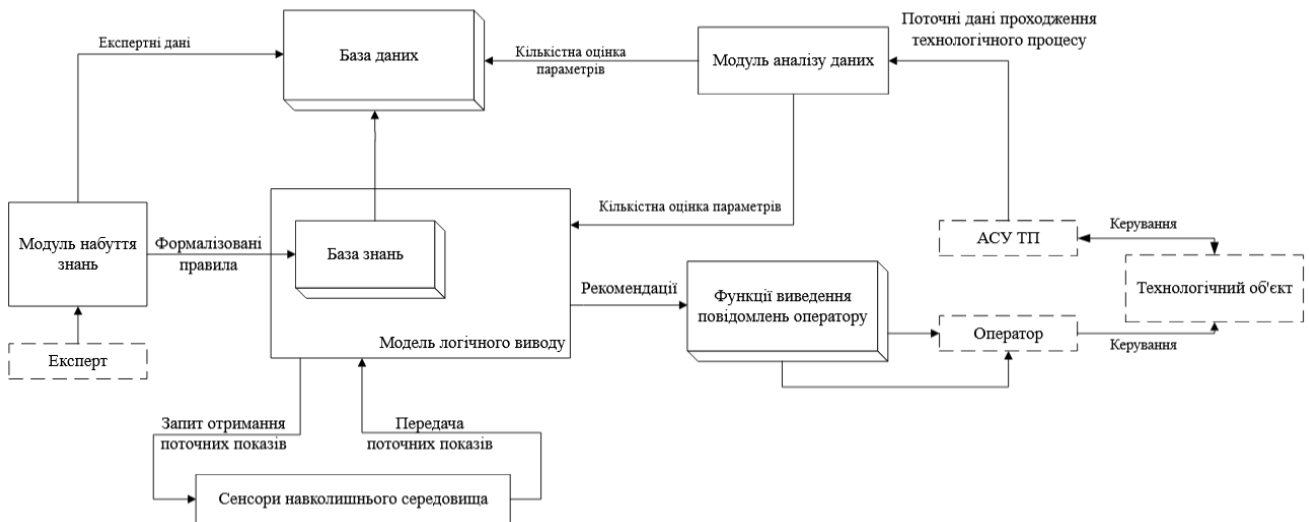 Експертні дані
База даних
Кількістна оцінка
параметрів
Модуль аналізу даних
Поточні дані проходження
технологічного процесу
Кількістна оцінка параметрів
Модуль набуття
знань
Формалізовані
правила
База знань
Модель логічного виводу
АСУ ТП
Керування
Технологічний об'єкт
Рекомендації
Функції виведення
повідомлень оператору
Оператор
Керування
Експерт
Запит отримання
поточних показів
Передача
поточних показів
Сенсори навколишнього середовища